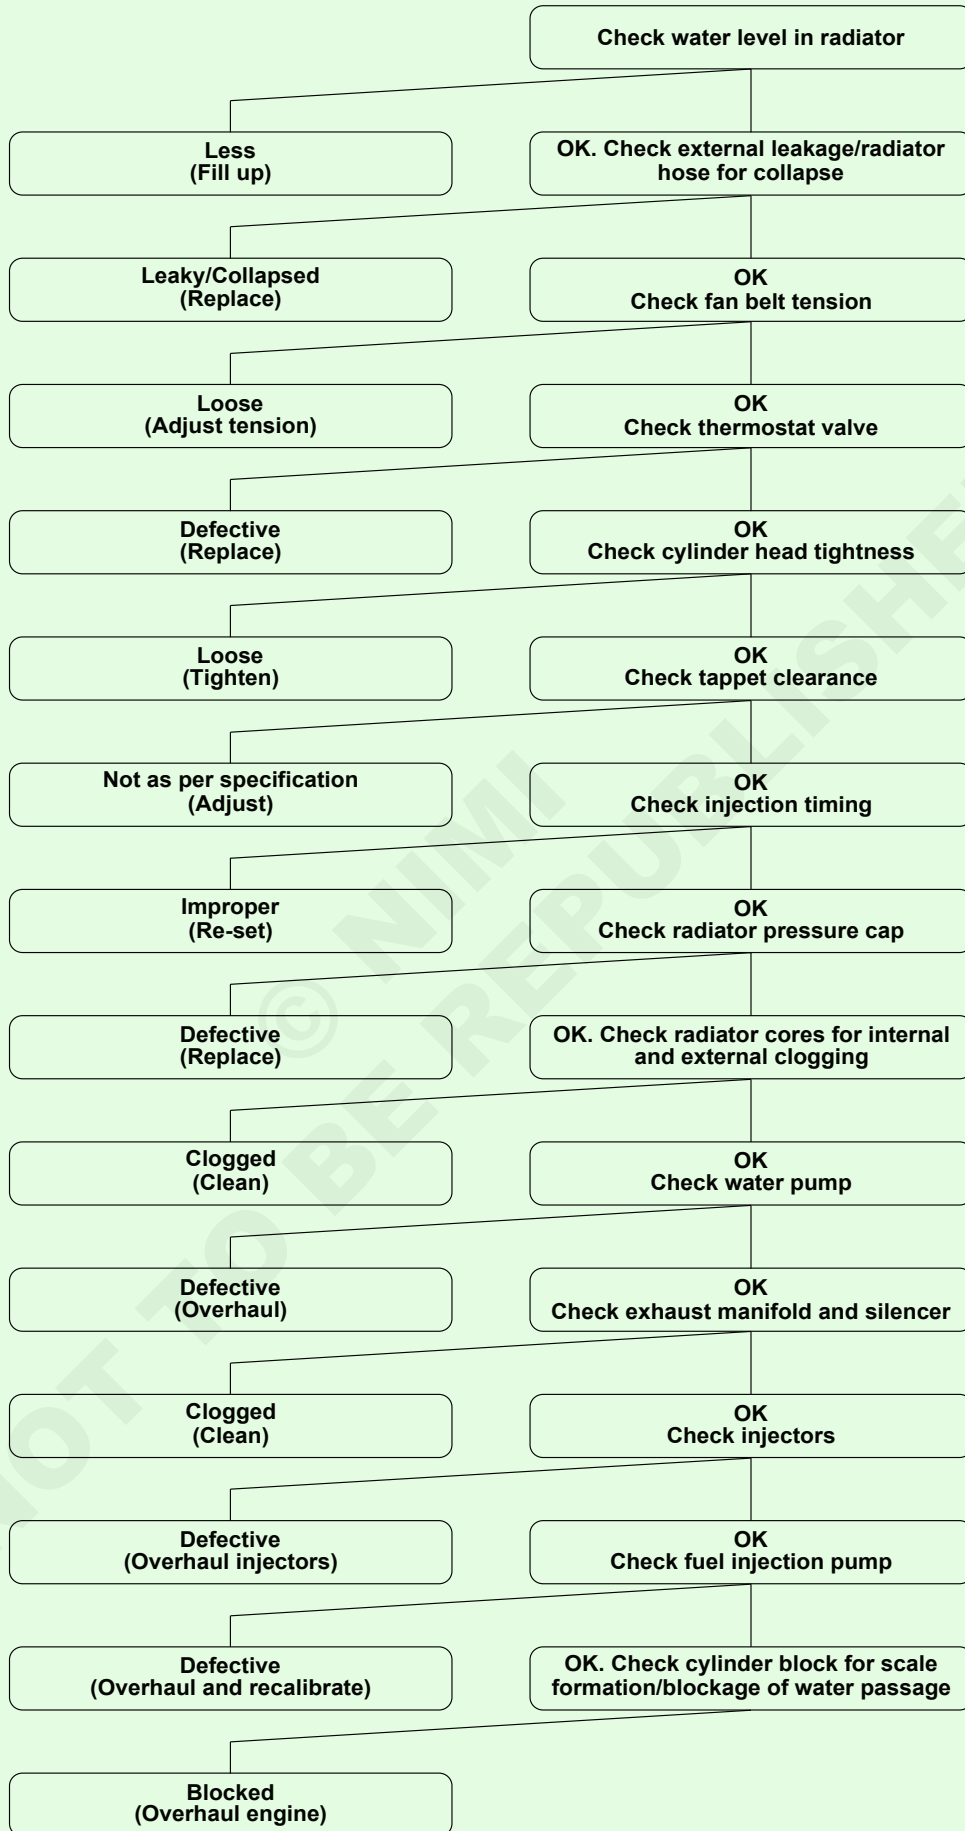 Check water level in radiator
Less
(Fill up)
OK. Check external leakage/radiator
hose for collapse
Leaky/Collapsed
(Replace)
OK
Check fan belt tension
Loose
(Adjust tension)
OK
Check thermostat valve
Defective
(Replace)
OK
Check cylinder head tightness
Loose
(Tighten)
OK
Check tappet clearance
Not as per specification
(Adjust)
OK
Check injection timing
Improper
(Re-set)
OK
Check radiator pressure cap
Defective
(Replace)
OK. Check radiator cores for internal
and external clogging
Clogged
(Clean)
OK
Check water pump
Defective
(Overhaul)
OK
Check exhaust manifold and silencer
Clogged
(Clean)
OK
Check injectors
Defective
(Overhaul injectors)
OK
Check fuel injection pump
Defective
(Overhaul and recalibrate)
OK. Check cylinder block for scale
formation/blockage of water passage
Blocked
(Overhaul engine)
© NIMI
NOT TO BE REPUBLISHE